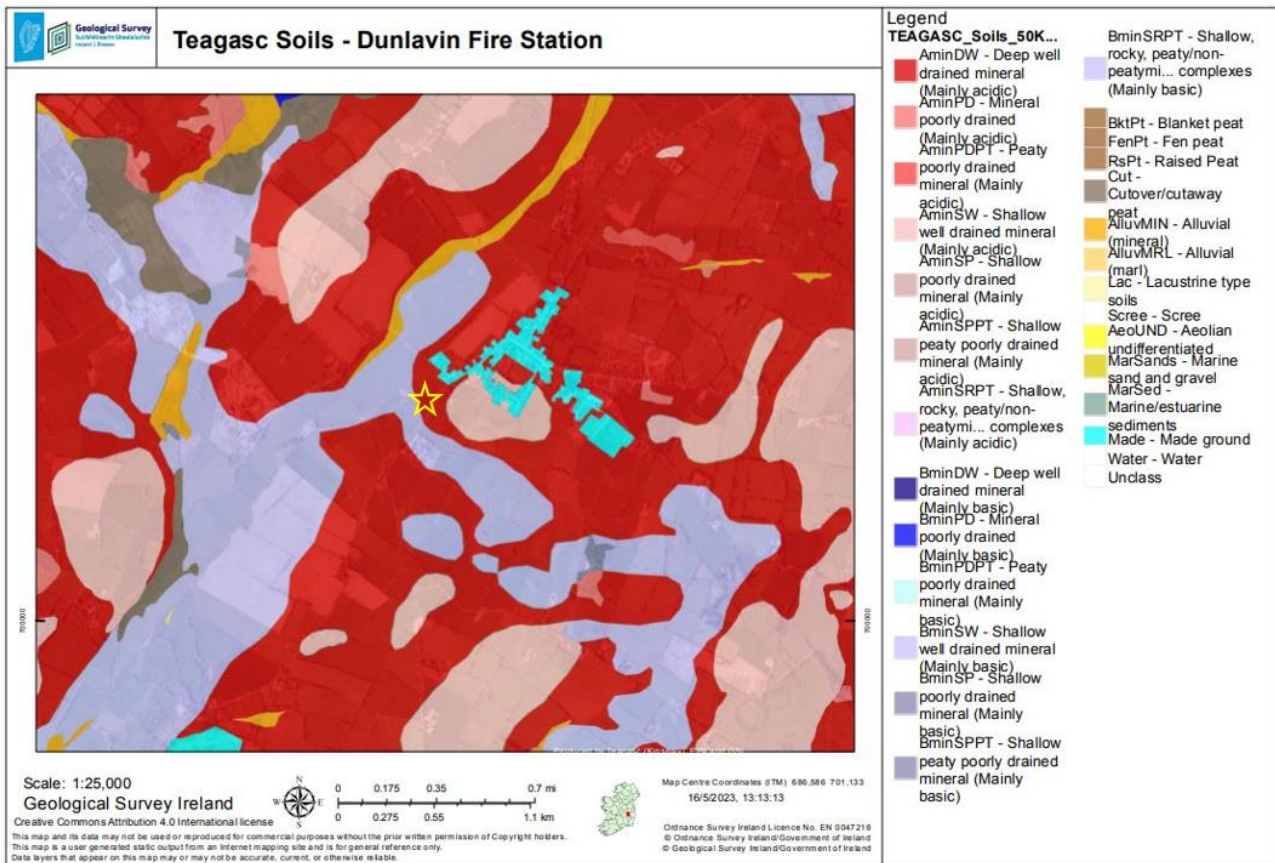 Geological Survey
Suirbhéireacht Gheolaíochta
Ireland | Éireann
Teagasc Soils - Dunlavin Fire Station
700000
700000
Scale: 1:25,000
Geological Survey Ireland
Creative Commons Attribution 4.0 International license
This map and its data may not be used or reproduced for commercial purposes without the prior written permission of Copyright holders.
This map is a user generated static output from an Internet mapping site and is for general reference only.
Data layers that appear on this map may or may not be accurate, current, or otherwise reliable.
N
W E
S
0 0.175 0.35 0.7 mi
0 0.275 0.55 1.1 km
Map Centre Coordinates (ITM) 686,586 701,133
16/5/2023, 13:13:13
Ordnance Survey Ireland Licence No. EN 0047216
© Ordnance Survey Ireland/Government of Ireland
© Geological Survey Ireland/Government of Ireland
Legend
TEAGASC_Soils_50K...
AminDW - Deep well
drained mineral
(Mainly acidic)
AminPD - Mineral
poorly drained
(Mainly acidic)
AminPDPT - Peaty
poorly drained
mineral (Mainly
acidic)
AminSW - Shallow
well drained mineral
(Mainly acidic)
AminSP - Shallow
poorly drained
mineral (Mainly
acidic)
AminSPPT - Shallow
peaty poorly drained
mineral (Mainly
acidic)
AminSRPT - Shallow,
rocky, peaty/non-
peatymi... complexes
(Mainly acidic)
BminDW - Deep well
drained mineral
(Mainly basic)
BminPD - Mineral
poorly drained
(Mainly basic)
BminPDPT - Peaty
poorly drained
mineral (Mainly
basic)
BminSW - Shallow
well drained mineral
(Mainly basic)
BminSP - Shallow
poorly drained
mineral (Mainly
basic)
BminSPPT - Shallow
peaty poorly drained
mineral (Mainly
basic)
BminSRPT - Shallow,
rocky, peaty/non-
peatymi... complexes
(Mainly basic)
BktPt - Blanket peat
FenPt - Fen peat
RsPt - Raised Peat
Cut -
Cutover/cutaway
peat
AlluvMIN - Alluvial
(mineral)
AlluvMRL - Alluvial
(marl)
Lac - Lacustrine type
soils
Scree - Scree
AeoUND - Aeolian
undifferentiated
MarSands - Marine
sand and gravel
MarSed -
Marine/estuarine
sediments
Made - Made ground
Water - Water
Unclass